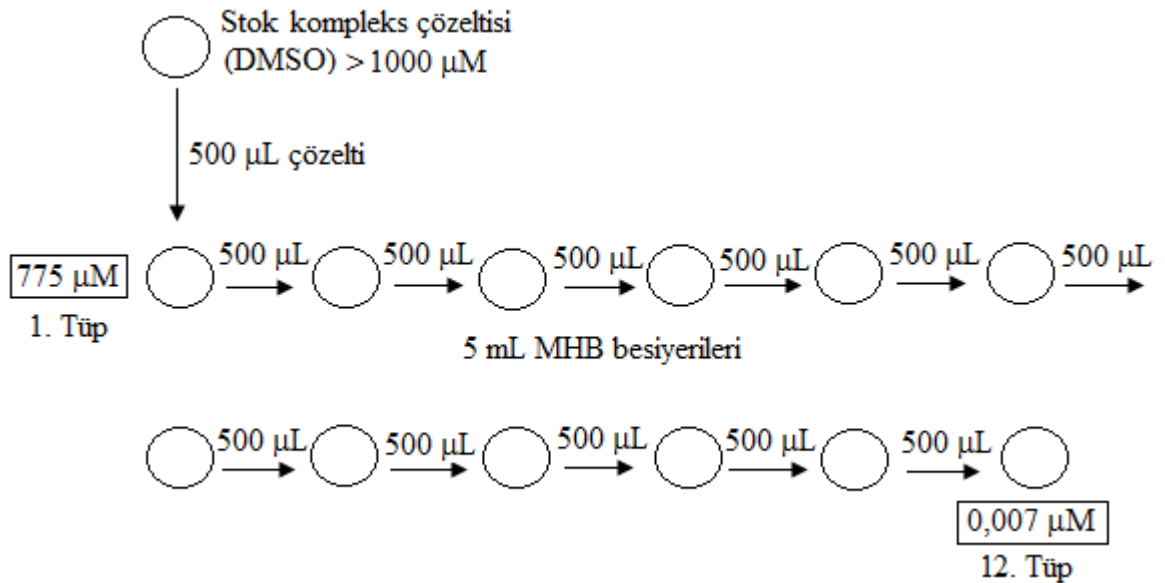 Stok kompleks çözeltisi
(DMSO) > 1000 µM
500 µL çözelti
500 µL 500 µL 500 µL 500 µL 500 µL 500 µL
775 µM
1. Tüp
5 mL MHB besiyerileri
500 µL 500 µL 500 µL 500 µL 500 µL
0,007 µM
12. Tüp